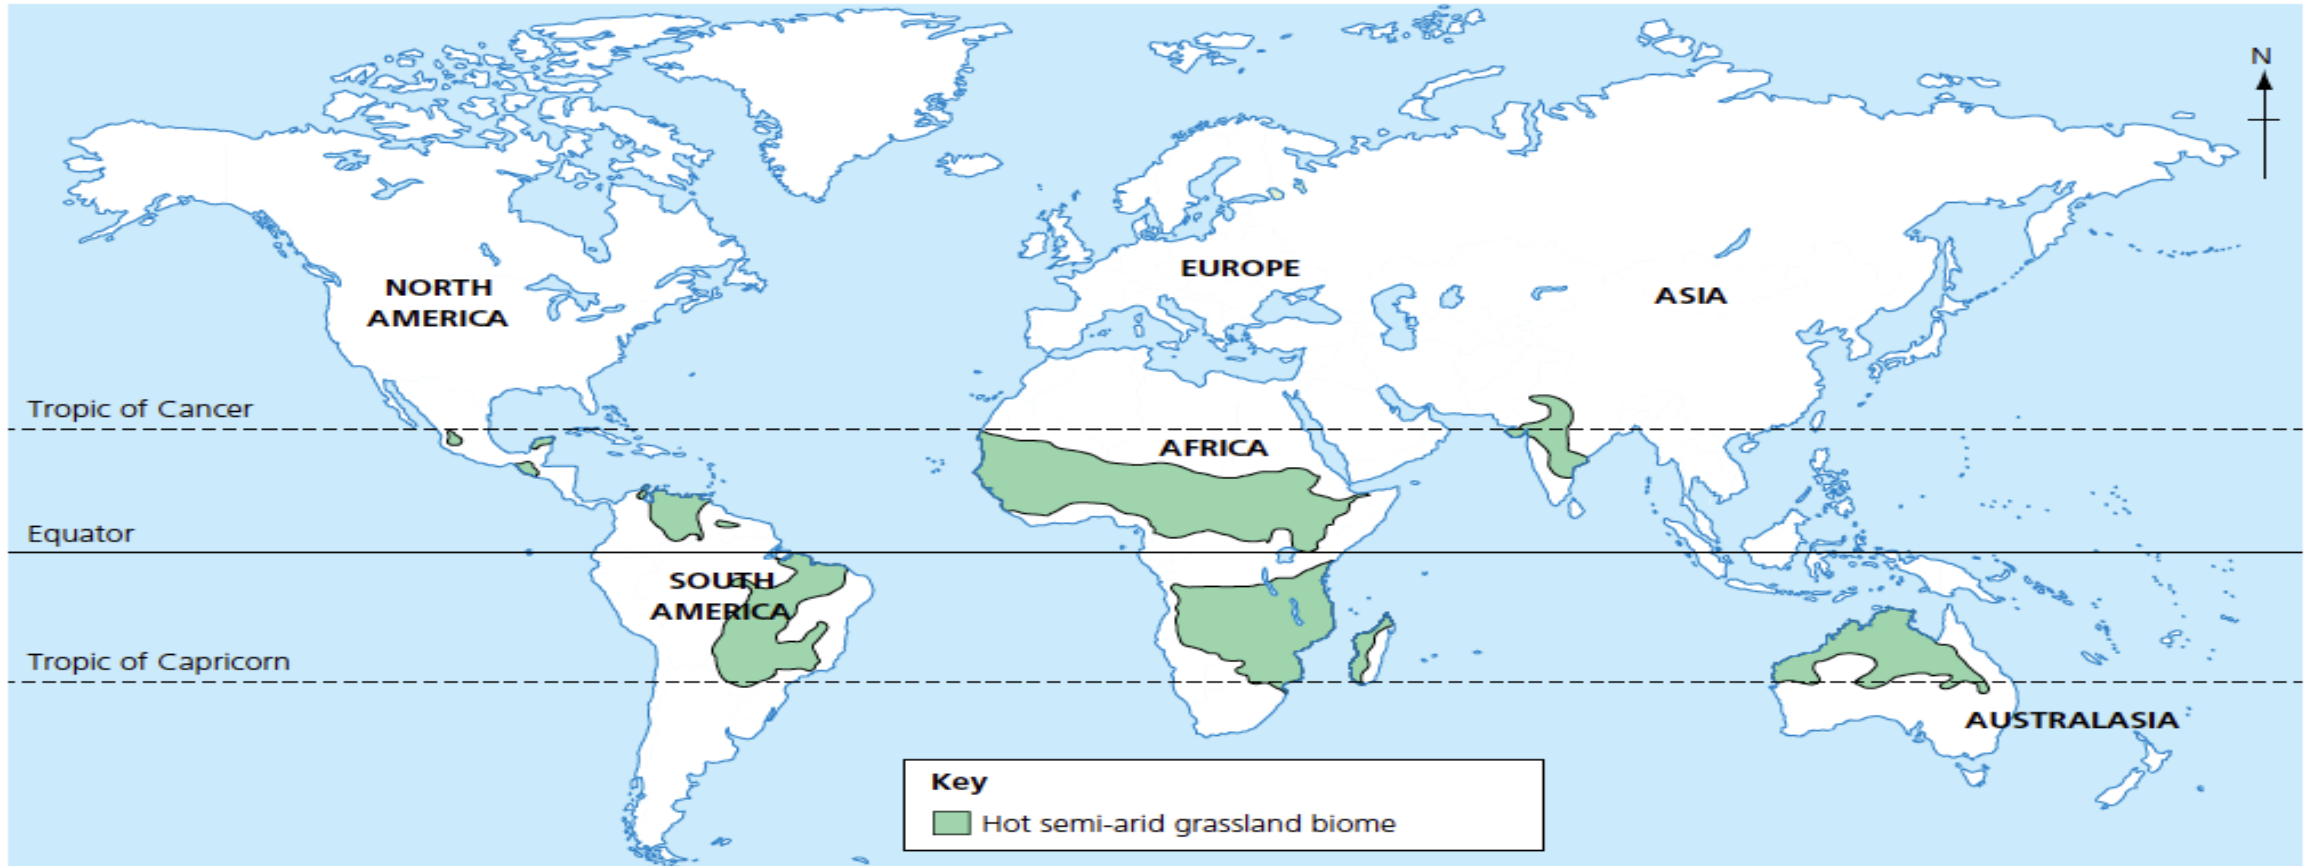 N
NORTH
AMERICA
EUROPE
ASIA
Tropic of Cancer
AFRICA
Equator
SOUTH
AMERICA
Tropic of Capricorn
AUSTRALASIA
Key
Hot semi-arid grassland biome